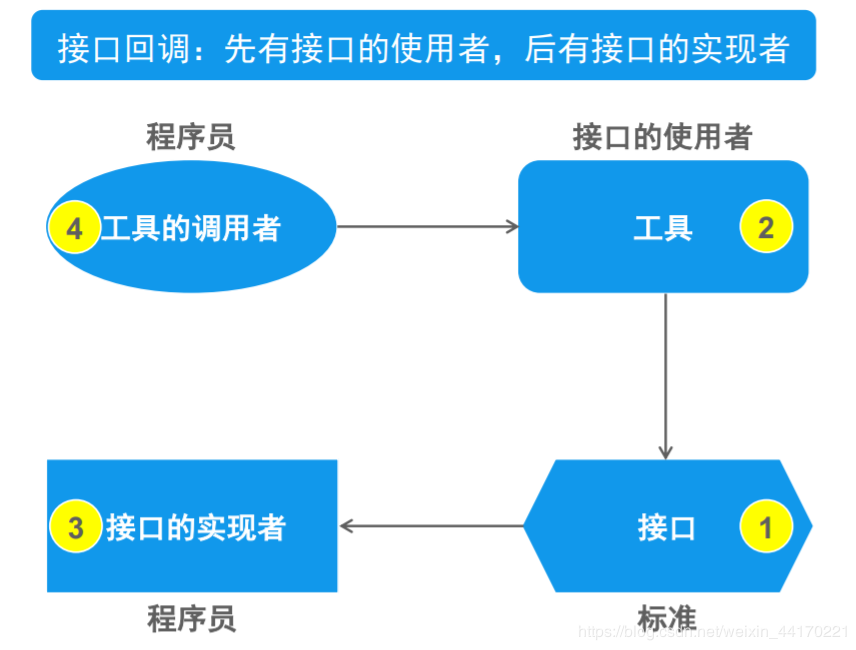 接口回调：先有接口的使用者，后有接口的实现者
程序员
接口的使用者
4 工具的调用者
工具 2
3 接口的实现者
接口 1
程序员
标准
https://blog.csdn.net/weixin_44170221